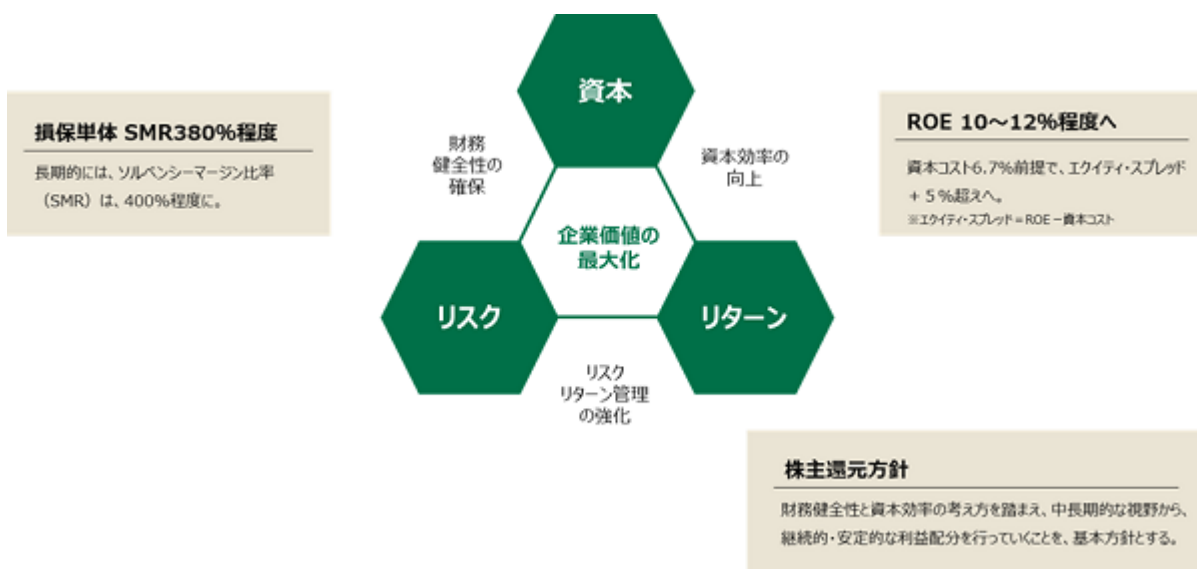 資本
損保単体 SMR380%程度
長期的には、ソルベンシーマージン比率
（SMR）は、400%程度に。
財務
健全性の
確保
資本効率の
向上
ROE 10～12%程度へ
資本コスト6.7%前提で、エクイティ・スプレッド
+ 5%超えへ。
※エクイティ・スプレッド=ROE－資本コスト
企業価値の
最大化
リスク
リターン
リスク
リターン管理
の強化
株主還元方針
財務健全性と資本効率の考え方を踏まえ、中長期的な視野から、
継続的・安定的な利益配分を行っていくことを、基本方針とする。